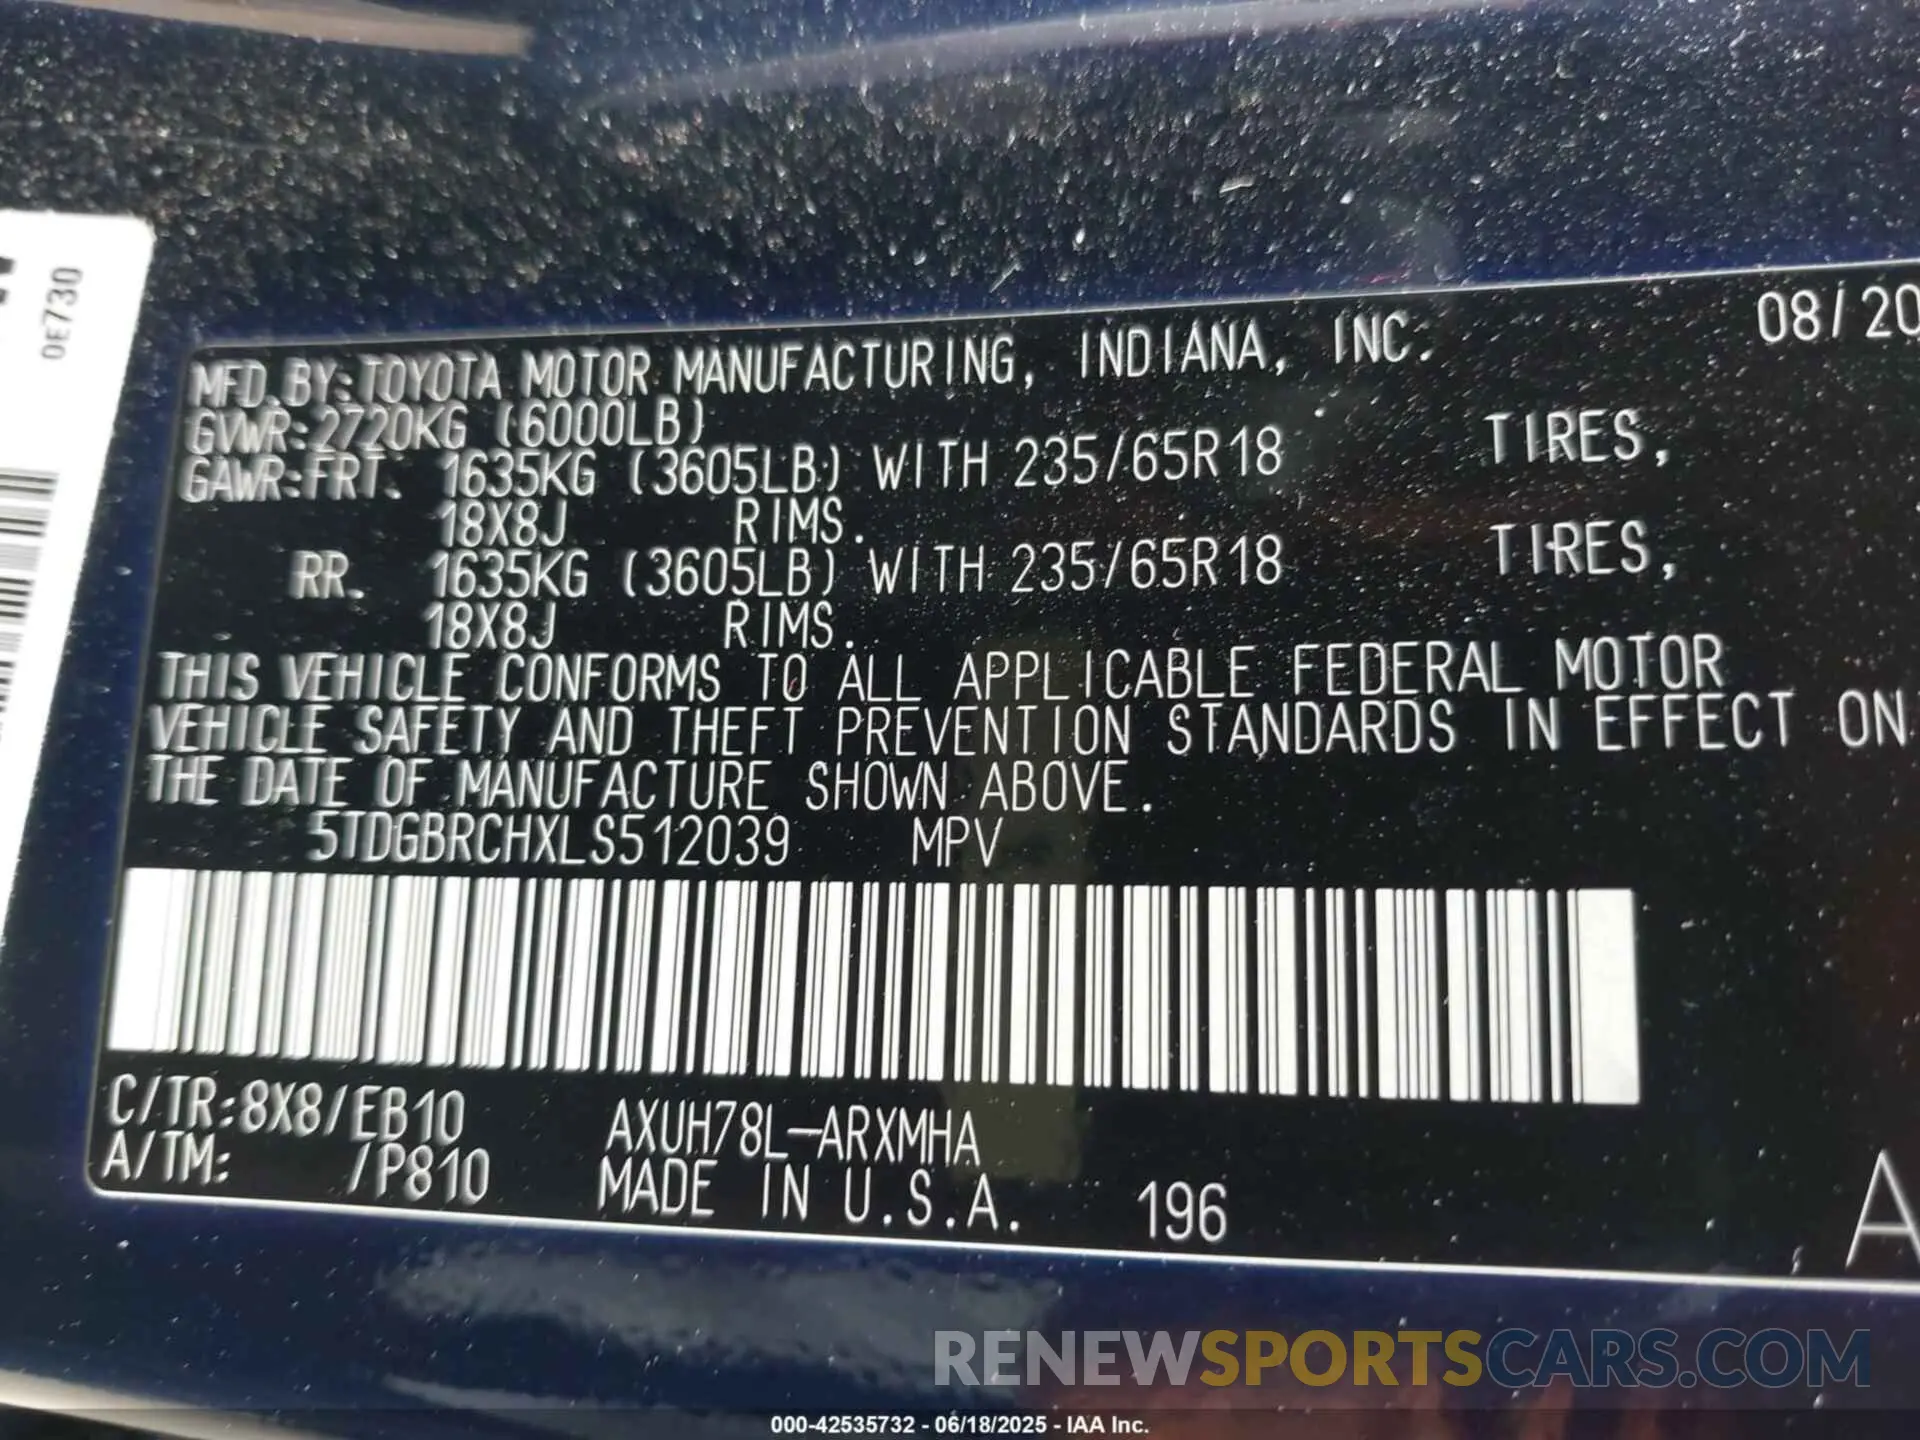 0E730
08/20
MFD.BY:TOYOTA MOTOR MANUFACTURING, INDIANA, INC.
GVWR:2720KG (6000LB)
GAWR:FRT. 1635KG (3605LB) WITH 235/65R18 TIRES,
18X8J RIMS.
RR. 1635KG (3605LB) WITH 235/65R18 TIRES,
18X8J RIMS.
THIS VEHICLE CONFORMS TO ALL APPLICABLE FEDERAL MOTOR
VEHICLE SAFETY AND THEFT PREVENTION STANDARDS IN EFFECT ON
THE DATE OF MANUFACTURE SHOWN ABOVE.
5TDGBRCHXLS512039 MPV
C/TR:8X8/EB10 AXUH78L-ARXMHA
A/TM: /P810 MADE IN U.S.A. 196
A
RENEWSPORTSCARS.COM
000-42535732 - 06/18/2025 - IAA Inc.